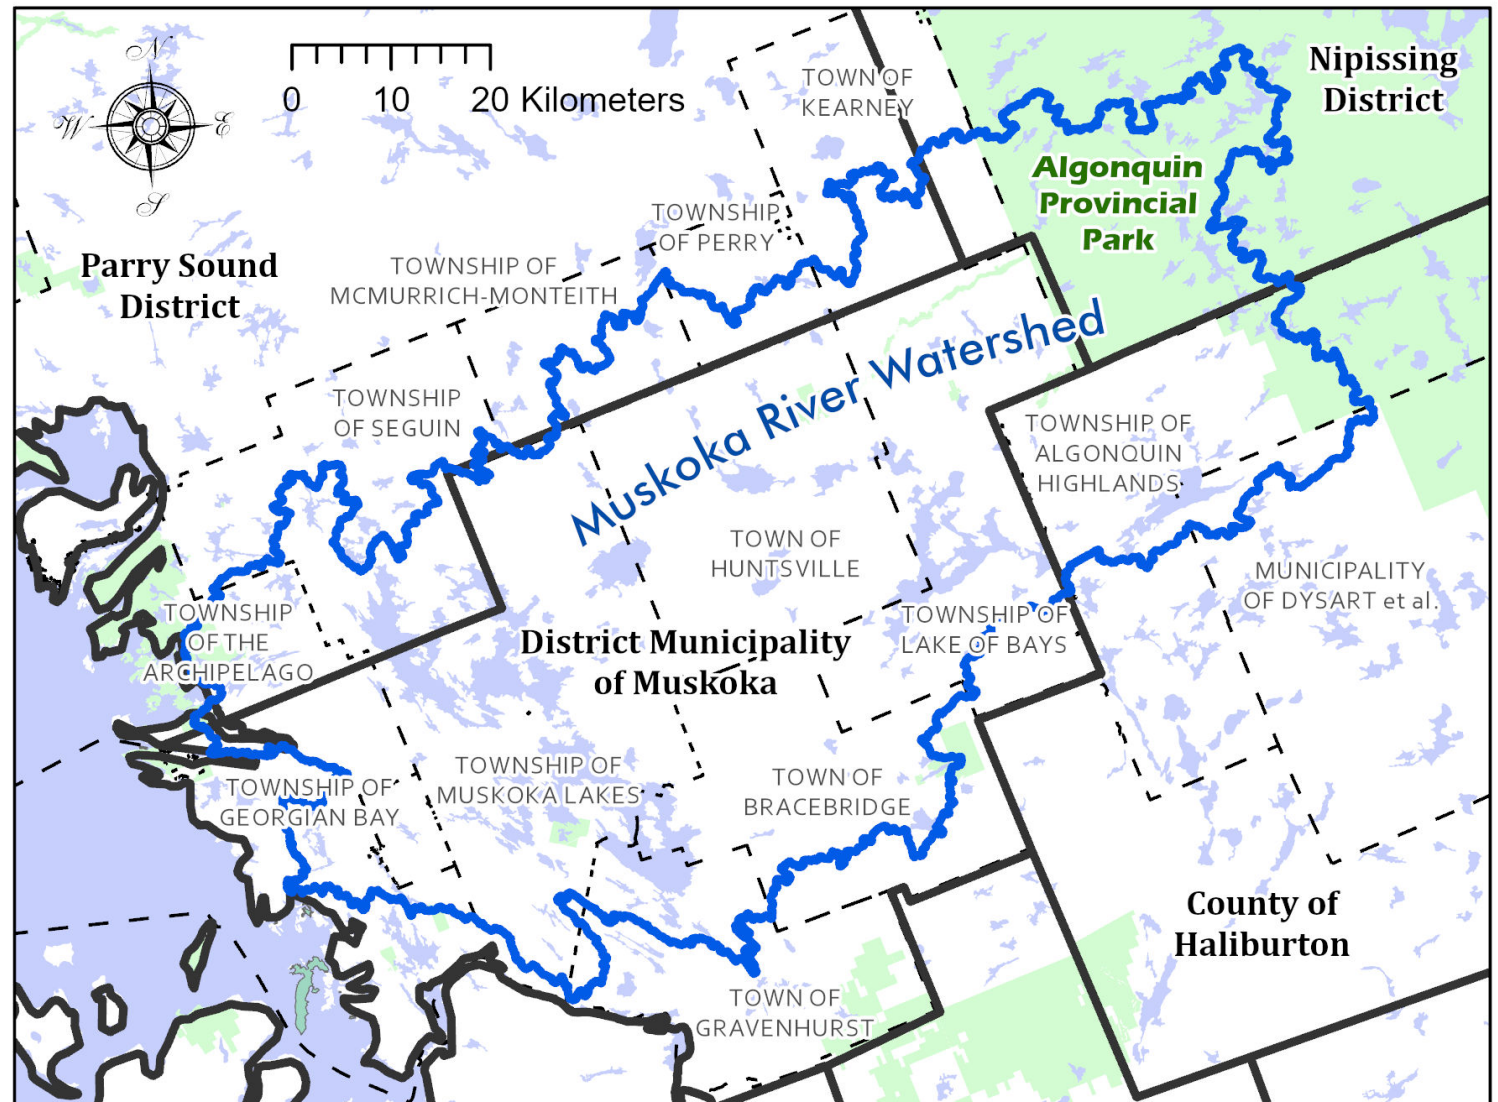 N
W
E
S
0 10 20 Kilometers
TOWN OF
KEARNEY
Nipissing
District
Algonquin
Provincial
Park
TOWNSHIP
OF PERRY
Parry Sound
District
TOWNSHIP OF
MCMURRICH-MONTEITH
Muskoka River Watershed
TOWNSHIP
OF SEGUIN
TOWNSHIP OF
ALGONQUIN
HIGHLANDS
TOWN OF
HUNTSVILLE
MUNICIPALITY
OF DYSART et al.
TOWNSHIP
OF THE
ARCHIPELAGO
TOWNSHIP OF
LAKE OF BAYS
District Municipality
of Muskoka
TOWNSHIP OF
GEORGIAN BAY
TOWNSHIP OF
MUSKOKA LAKES
TOWN OF
BRACEBRIDGE
County of
Haliburton
TOWN OF
GRAVENHURST